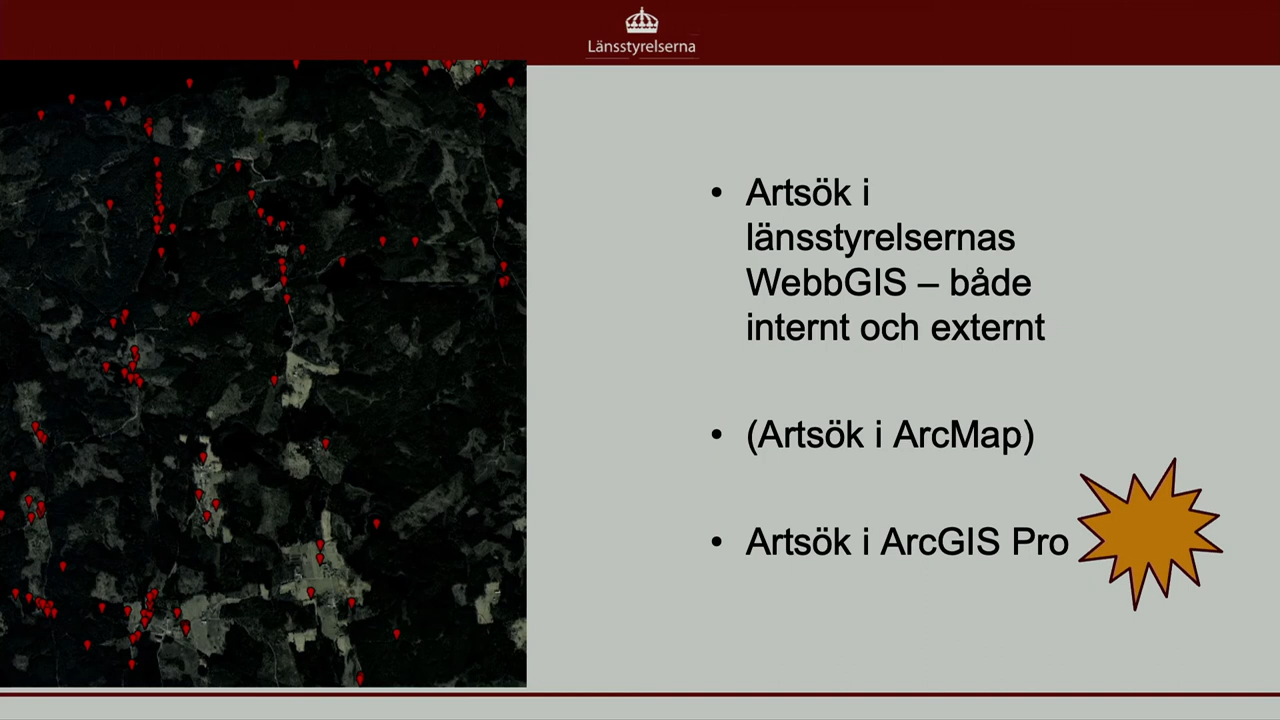 Länsstyrelserna
• Artsök i
länsstyrelsernas
WebbGIS – både
internt och externt
• (Artsök i ArcMap)
• Artsök i ArcGIS Pro